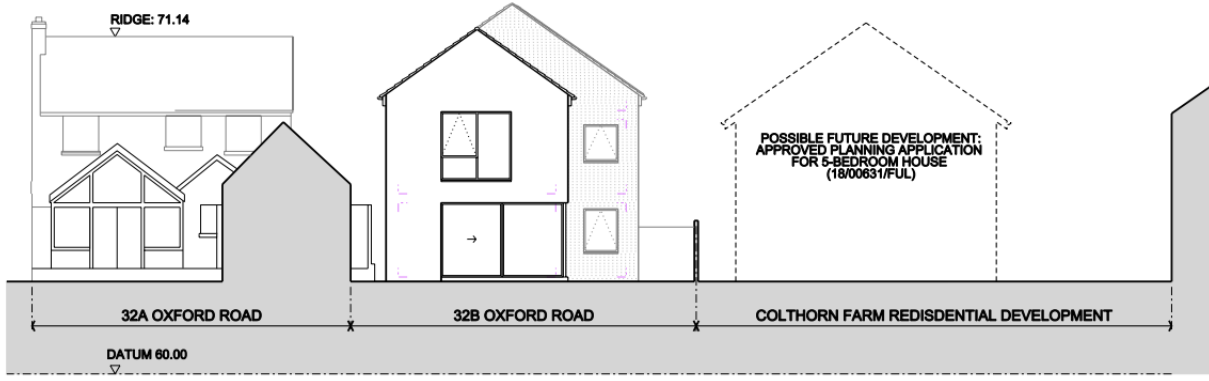 RIDGE: 71.14
POSSIBLE FUTURE DEVELOPMENT:
APPROVED PLANNING APPLICATION
FOR 5-BEDROOM HOUSE
(18/00631/FUL)
32A OXFORD ROAD
32B OXFORD ROAD
COLTHORN FARM REDISDENTIAL DEVELOPMENT
DATUM 60.00